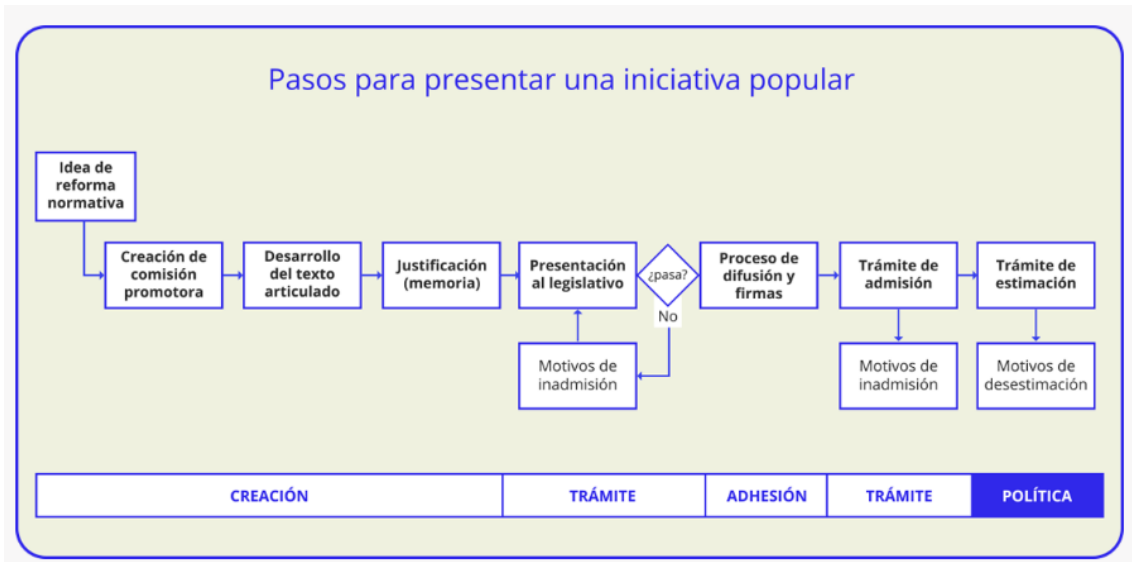 Pasos para presentar una iniciativa popular
Idea de
reforma
normativa
Creación de
comisión
promotora
Desarrollo
del texto
articulado
Justificación
(memoria)
Presentación
al legislativo
¿pasa?
No
Motivos de
inadmisión
Proceso de
difusión y
firmas
Trámite de
admisión
Motivos de
inadmisión
Trámite de
estimación
Motivos de
desestimación
CREACIÓN
TRÁMITE
ADHESIÓN
TRÁMITE
POLÍTICA